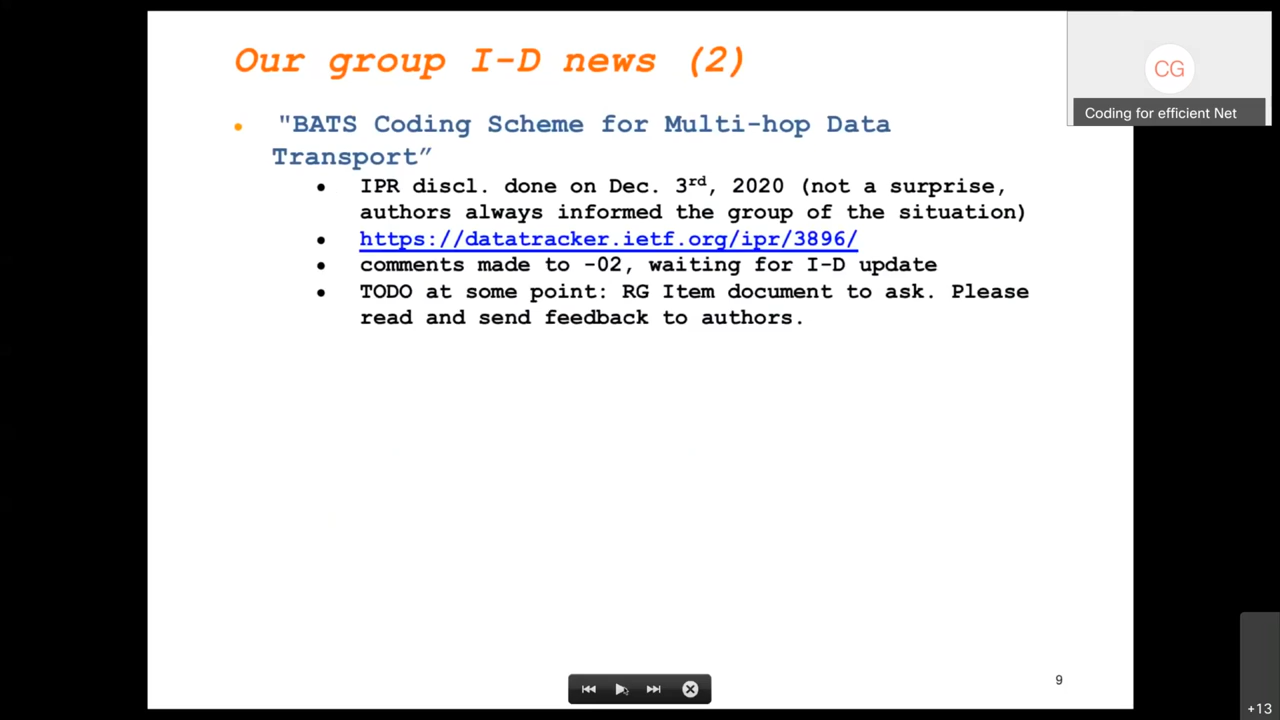 Our group I-D news (2)
CG
Coding for efficient Net
• "BATS Coding Scheme for Multi-hop Data
Transport”
• IPR discl. done on Dec. 3rd, 2020 (not a surprise,
authors always informed the group of the situation)
• https://datatracker.ietf.org/ipr/3896/
• comments made to -02, waiting for I-D update
• TODO at some point: RG Item document to ask. Please
read and send feedback to authors.
9
+13